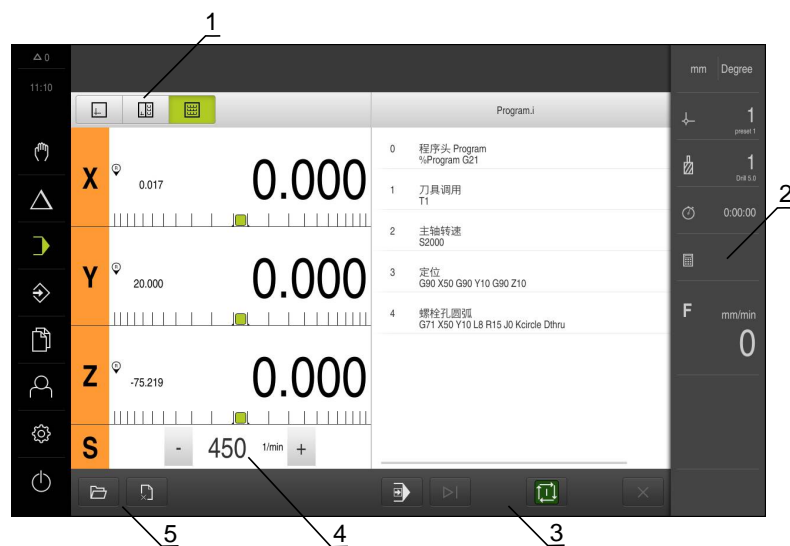 1
0
11:10
Program.i
mm Degree
X
R
0.017
0.000
Y
R
20.000
0.000
Z
R
-75.219
0.000
S
- 450 1/min +
0 程序头 Program
%Program G21
1 刀具调用
T1
2 主轴转速
S2000
3 定位
G90 X50 G90 Y10 G90 Z10
4 螺栓孔圆弧
G71 X50 Y10 L8 R15 J0 Kcircle Dthru
1
preset 1
1
Drill 5.0
0:00:00
F mm/min
0
2
5
4
3